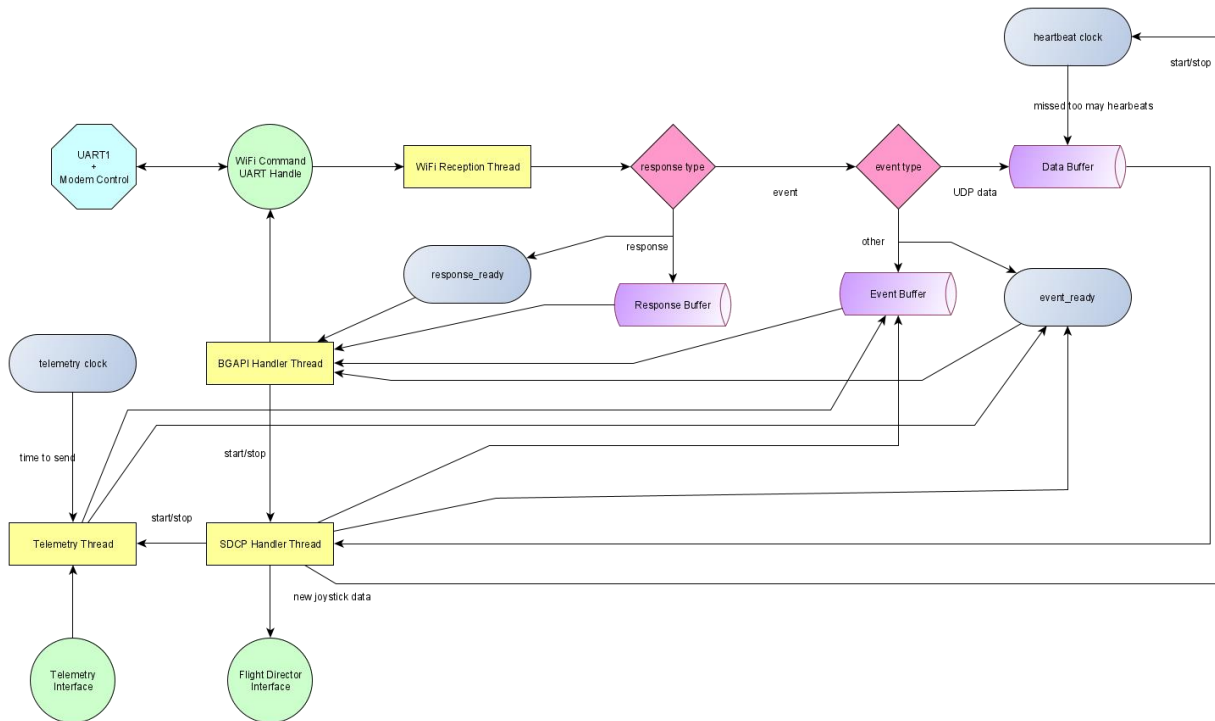 heartbeat clock
start/stop
missed too may hearbeats
UART1
+
Modem Control
WiFi Command
UART Handle
WiFi Reception Thread
response type
event
event type
UDP data
Data Buffer
response
other
response_ready
Response Buffer
Event Buffer
event_ready
telemetry clock
BGAPI Handler Thread
time to send
start/stop
start/stop
Telemetry Thread
SDCP Handler Thread
new joystick data
Telemetry
Interface
Flight Director
Interface